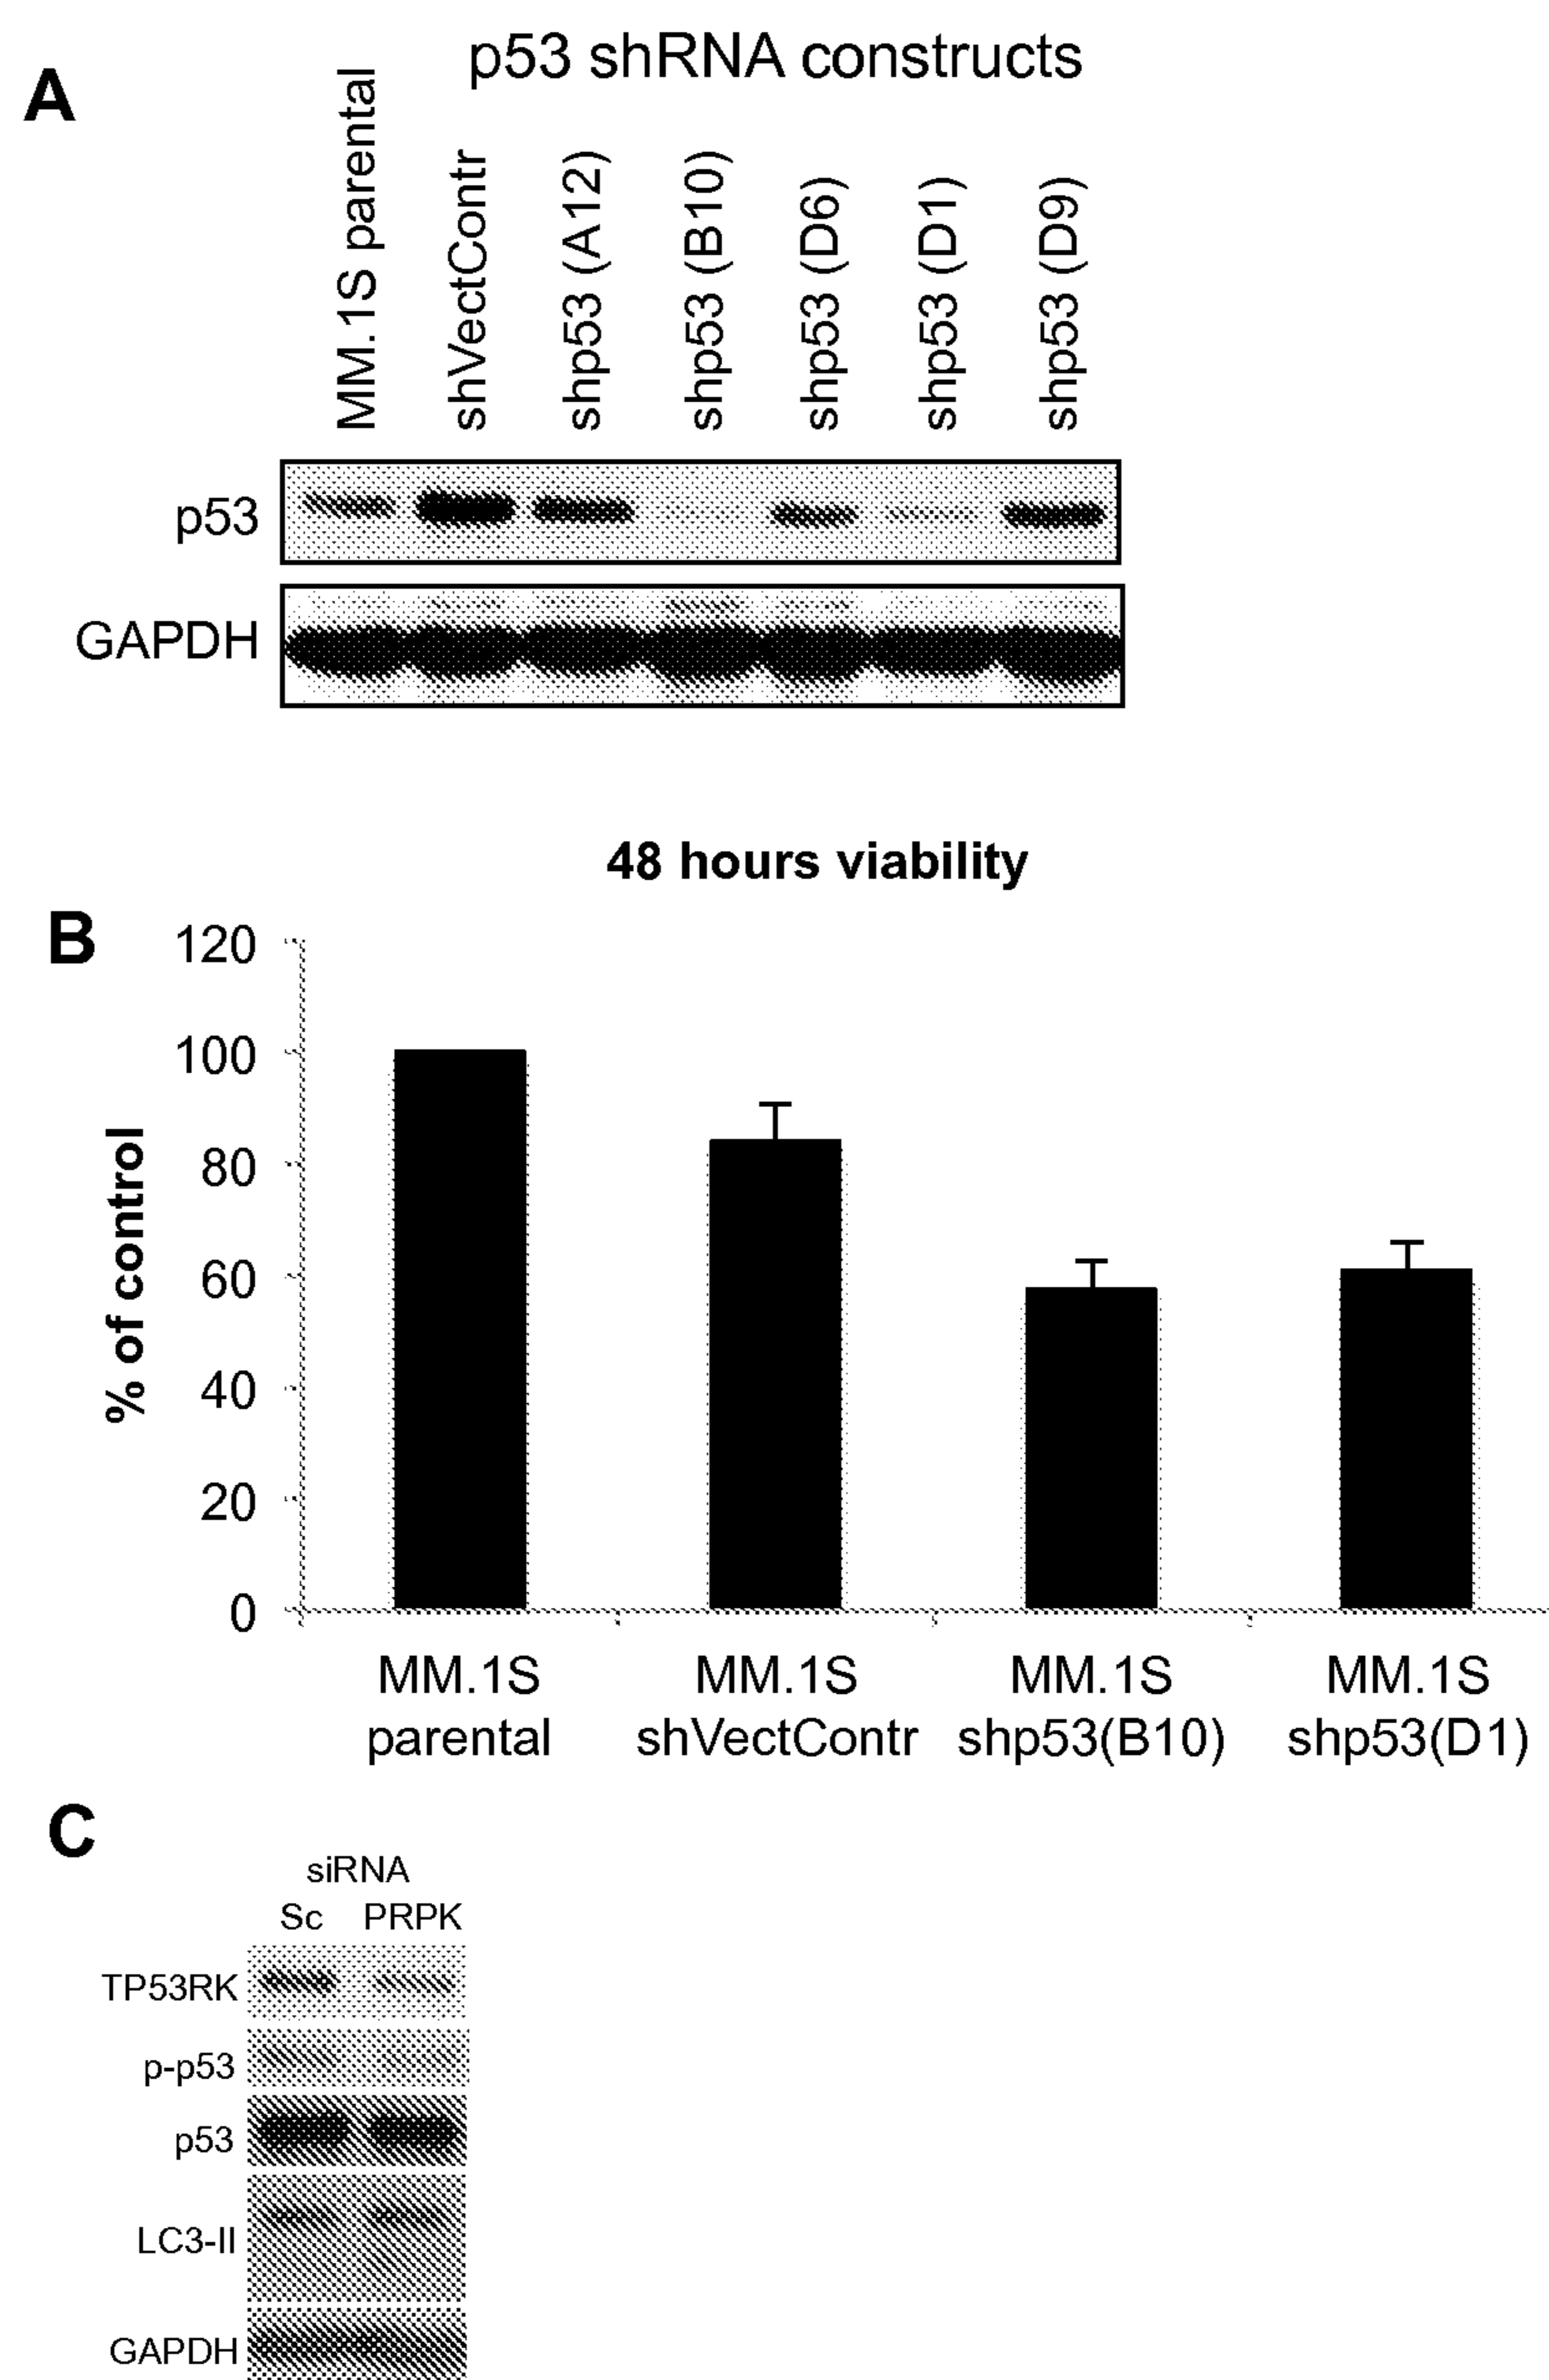 A
p53 shRNA constructs
MM.1S parental
shVectContr
shp53 (A12)
shp53 (B10)
shp53 (D6)
shp53 (D1)
shp53 (D9)
p53
GAPDH
48 hours viability
B
% of control
120
100
80
60
40
20
0
MM.1S parental
MM.1S shVectContr
MM.1S shp53(B10)
MM.1S shp53(D1)
C
siRNA
Sc PRPK
TP53RK
p-p53
p53
LC3-II
GAPDH